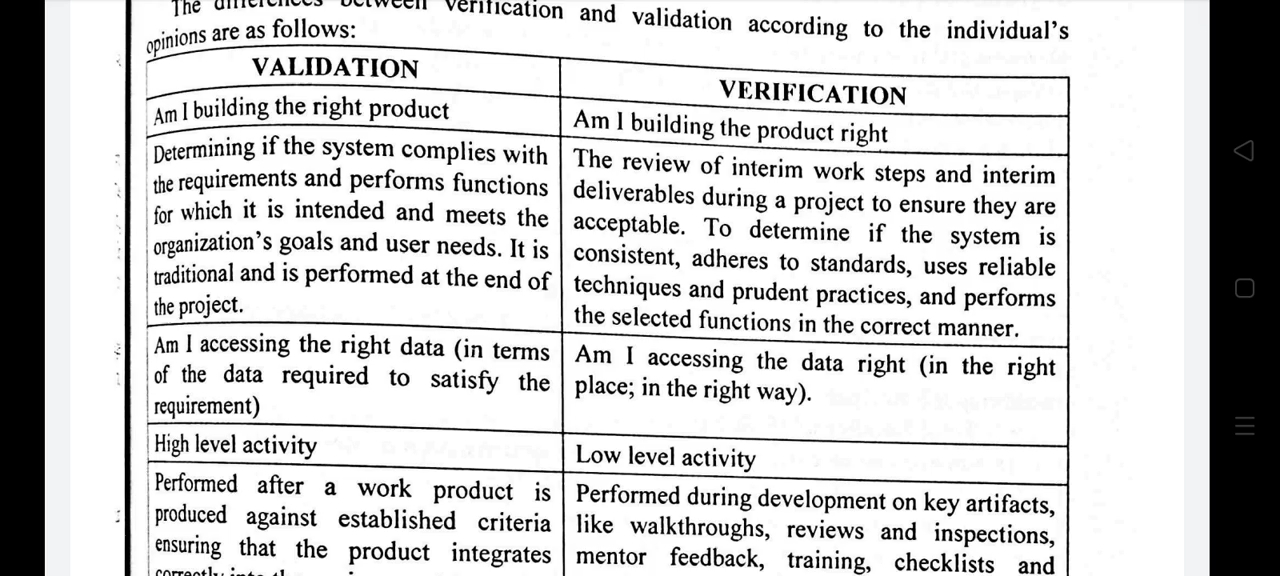 The differences between verification and validation according to the individual's
opinions are as follows:
VALIDATION
VERIFICATION
Am I building the right product
Am I building the product right
Determining if the system complies with
the requirements and performs functions
for which it is intended and meets the
organization's goals and user needs. It is
traditional and is performed at the end of
the project.
The review of interim work steps and interim
deliverables during a project to ensure they are
acceptable. To determine if the system is
consistent, adheres to standards, uses reliable
techniques and prudent practices, and performs
the selected functions in the correct manner.
Am I accessing the right data (in terms
of the data required to satisfy the
requirement)
Am I accessing the data right (in the right
place; in the right way).
High level activity
Low level activity
Performed after a work product is
produced against established criteria
ensuring that the product integrates
correctly into the
Performed during development on key artifacts,
like walkthroughs, reviews and inspections,
mentor feedback, training, checklists and